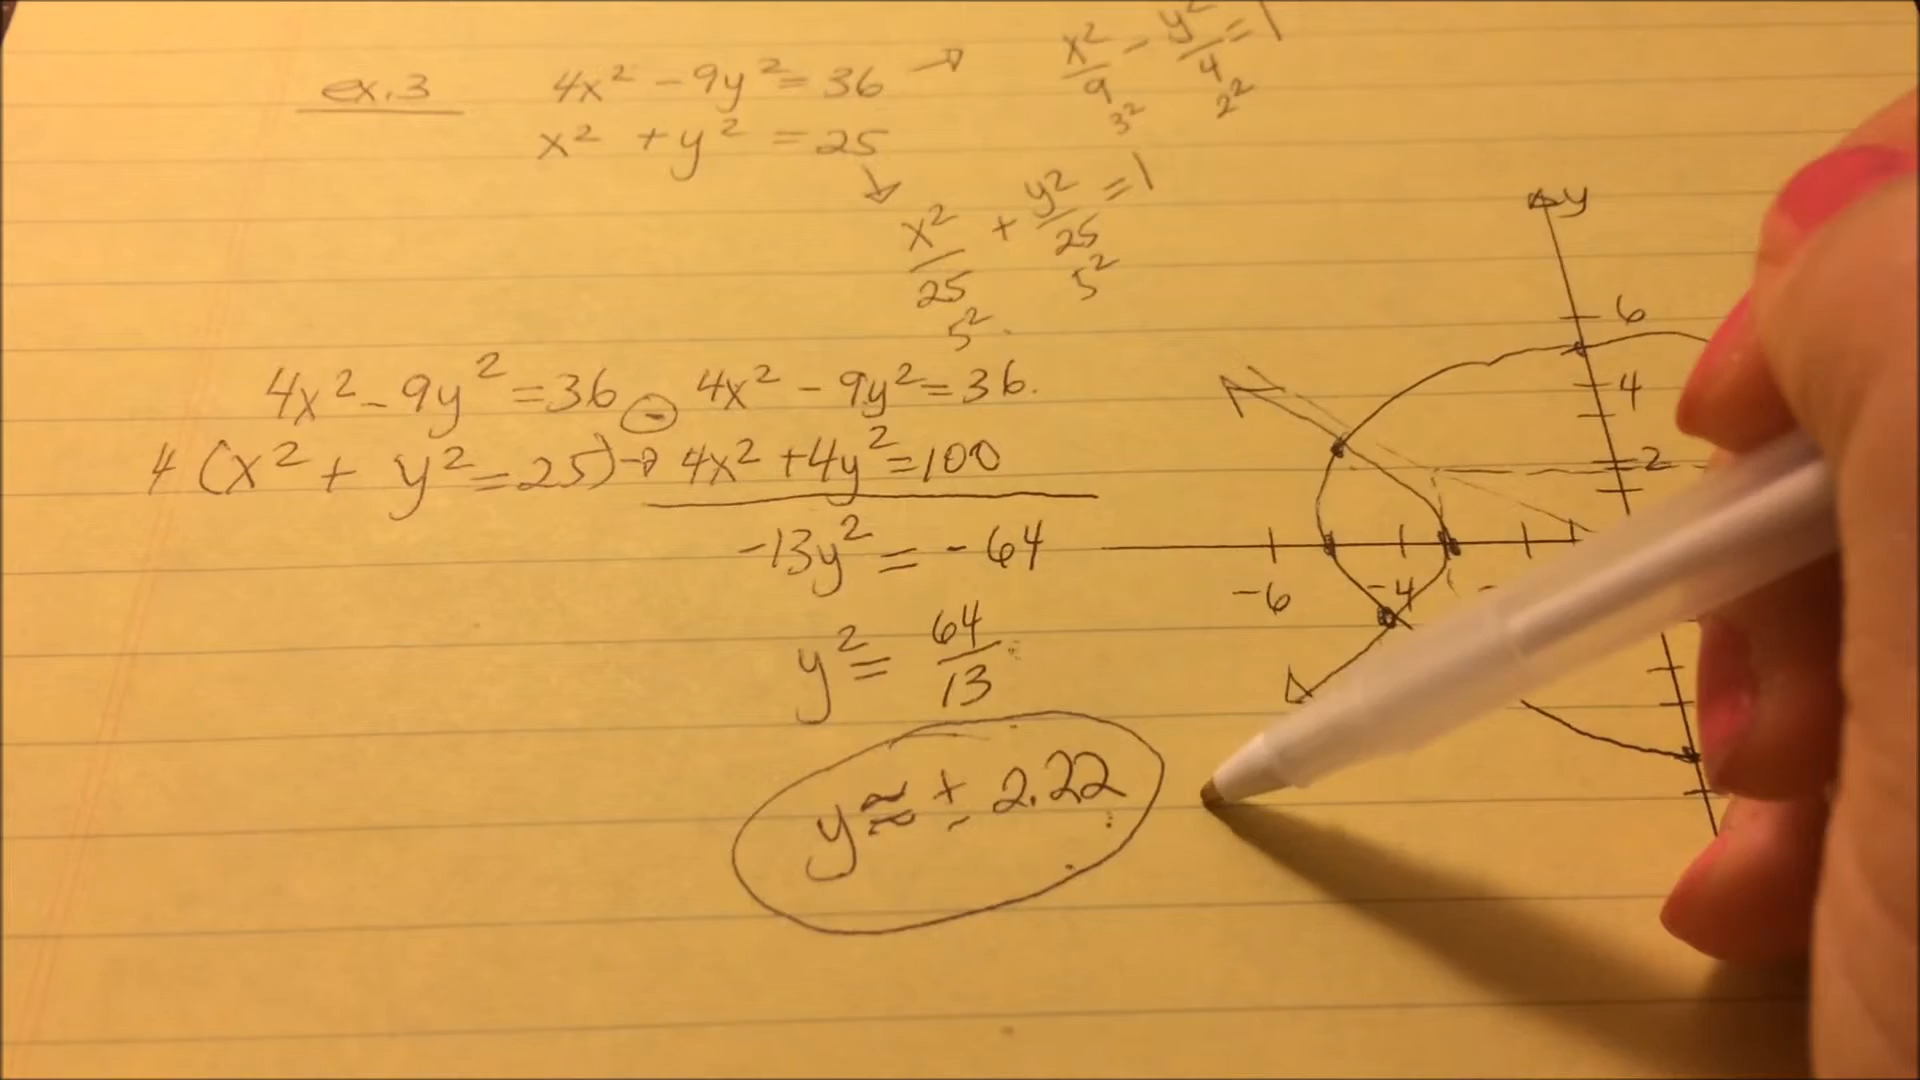 ex.3 4x² - 9y² = 36 → x²/9 - y²/4 = 1
3² 2²
x² + y² = 25
↓
x²/25 + y²/25 = 1
5² 5²
4x² - 9y² = 36 ⊖ 4x² - 9y² = 36.
4(x² + y² = 25) → 4x² + 4y² = 100
-13y² = -64
y² = 64/13
y ≈ ± 2.22
y
6
4
2
-6 -4 -